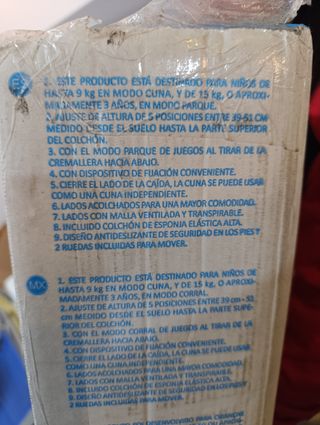 ES
1. ESTE PRODUCTO ESTÁ DESTINADO PARA NIÑOS DE
HASTA 9 kg EN MODO CUNA, Y DE 15 kg, O APROXI-
MADAMENTE 3 AÑOS, EN MODO PARQUE.
2. AJUSTE DE ALTURA DE 5 POSICIONES ENTRE 39-51 CM
MEDIDO DESDE EL SUELO HASTA LA PARTE SUPERIOR
DEL COLCHÓN.
3. CON EL MODO PARQUE DE JUEGOS AL TIRAR DE LA
CREMALLERA HACIA ABAJO.
4. CON DISPOSITIVO DE FIJACIÓN CONVENIENTE.
5. CIERRE EL LADO DE LA CAÍDA, LA CUNA SE PUEDE USAR
COMO UNA CUNA INDEPENDIENTE.
6. LADOS ACOLCHADOS PARA UNA MAYOR COMODIDAD.
7. LADOS CON MALLA VENTILADA Y TRANSPIRABLE.
8. INCLUIDO COLCHÓN DE ESPONJA ELÁSTICA ALTA.
9. DISEÑO ANTIDESLIZANTE DE SEGURIDAD EN LOS PIES Y
2 RUEDAS INCLUIDAS PARA MOVER.
MX
1. ESTE PRODUCTO ESTÁ DESTINADO PARA NIÑOS DE
HASTA 9 kg EN MODO CUNA, Y DE 15 kg, O APROXI-
MADAMENTE 3 AÑOS, EN MODO CORRAL.
2. AJUSTE DE ALTURA DE 5 POSICIONES ENTRE 39 cm - 51
cm MEDIDO DESDE EL SUELO HASTA LA PARTE SUPE-
RIOR DEL COLCHÓN.
3. CON EL MODO CORRAL DE JUEGOS AL TIRAR DE LA
CREMALLERA HACIA ABAJO.
4. CON DISPOSITIVO DE FIJACIÓN CONVENIENTE.
5. CIERRE EL LADO DE LA CAÍDA, LA CUNA SE PUEDE USAR
COMO UNA CUNA INDEPENDIENTE.
6. LADOS ACOLCHADOS PARA UNA MAYOR COMODIDAD.
7. LADOS CON MALLA VENTILADA Y TRANSPIRABLE.
8. INCLUIDO COLCHÓN DE ESPONJA ELÁSTICA ALTA.
9. DISEÑO ANTIDESLIZANTE DE SEGURIDAD EN LOS PIES Y
2 RUEDAS INCLUIDAS PARA MOVER.
DESENVOLVIDO PARA